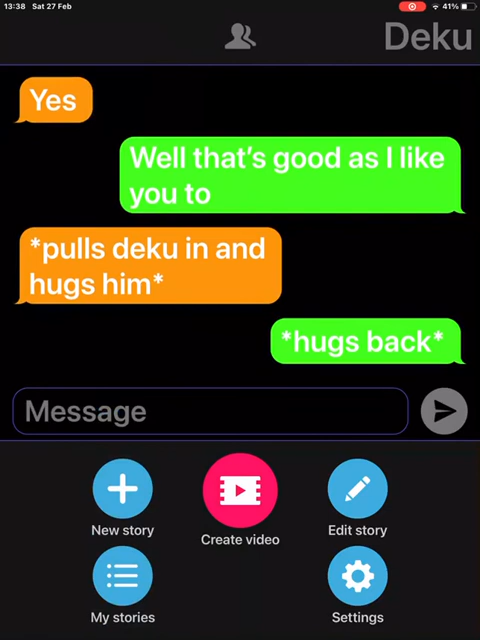 13:38 Sat 27 Feb 41%
Deku
Yes
Well that's good as I like
you to
*pulls deku in and
hugs him*
*hugs back*
Message
New story
Create video
Edit story
My stories
Settings